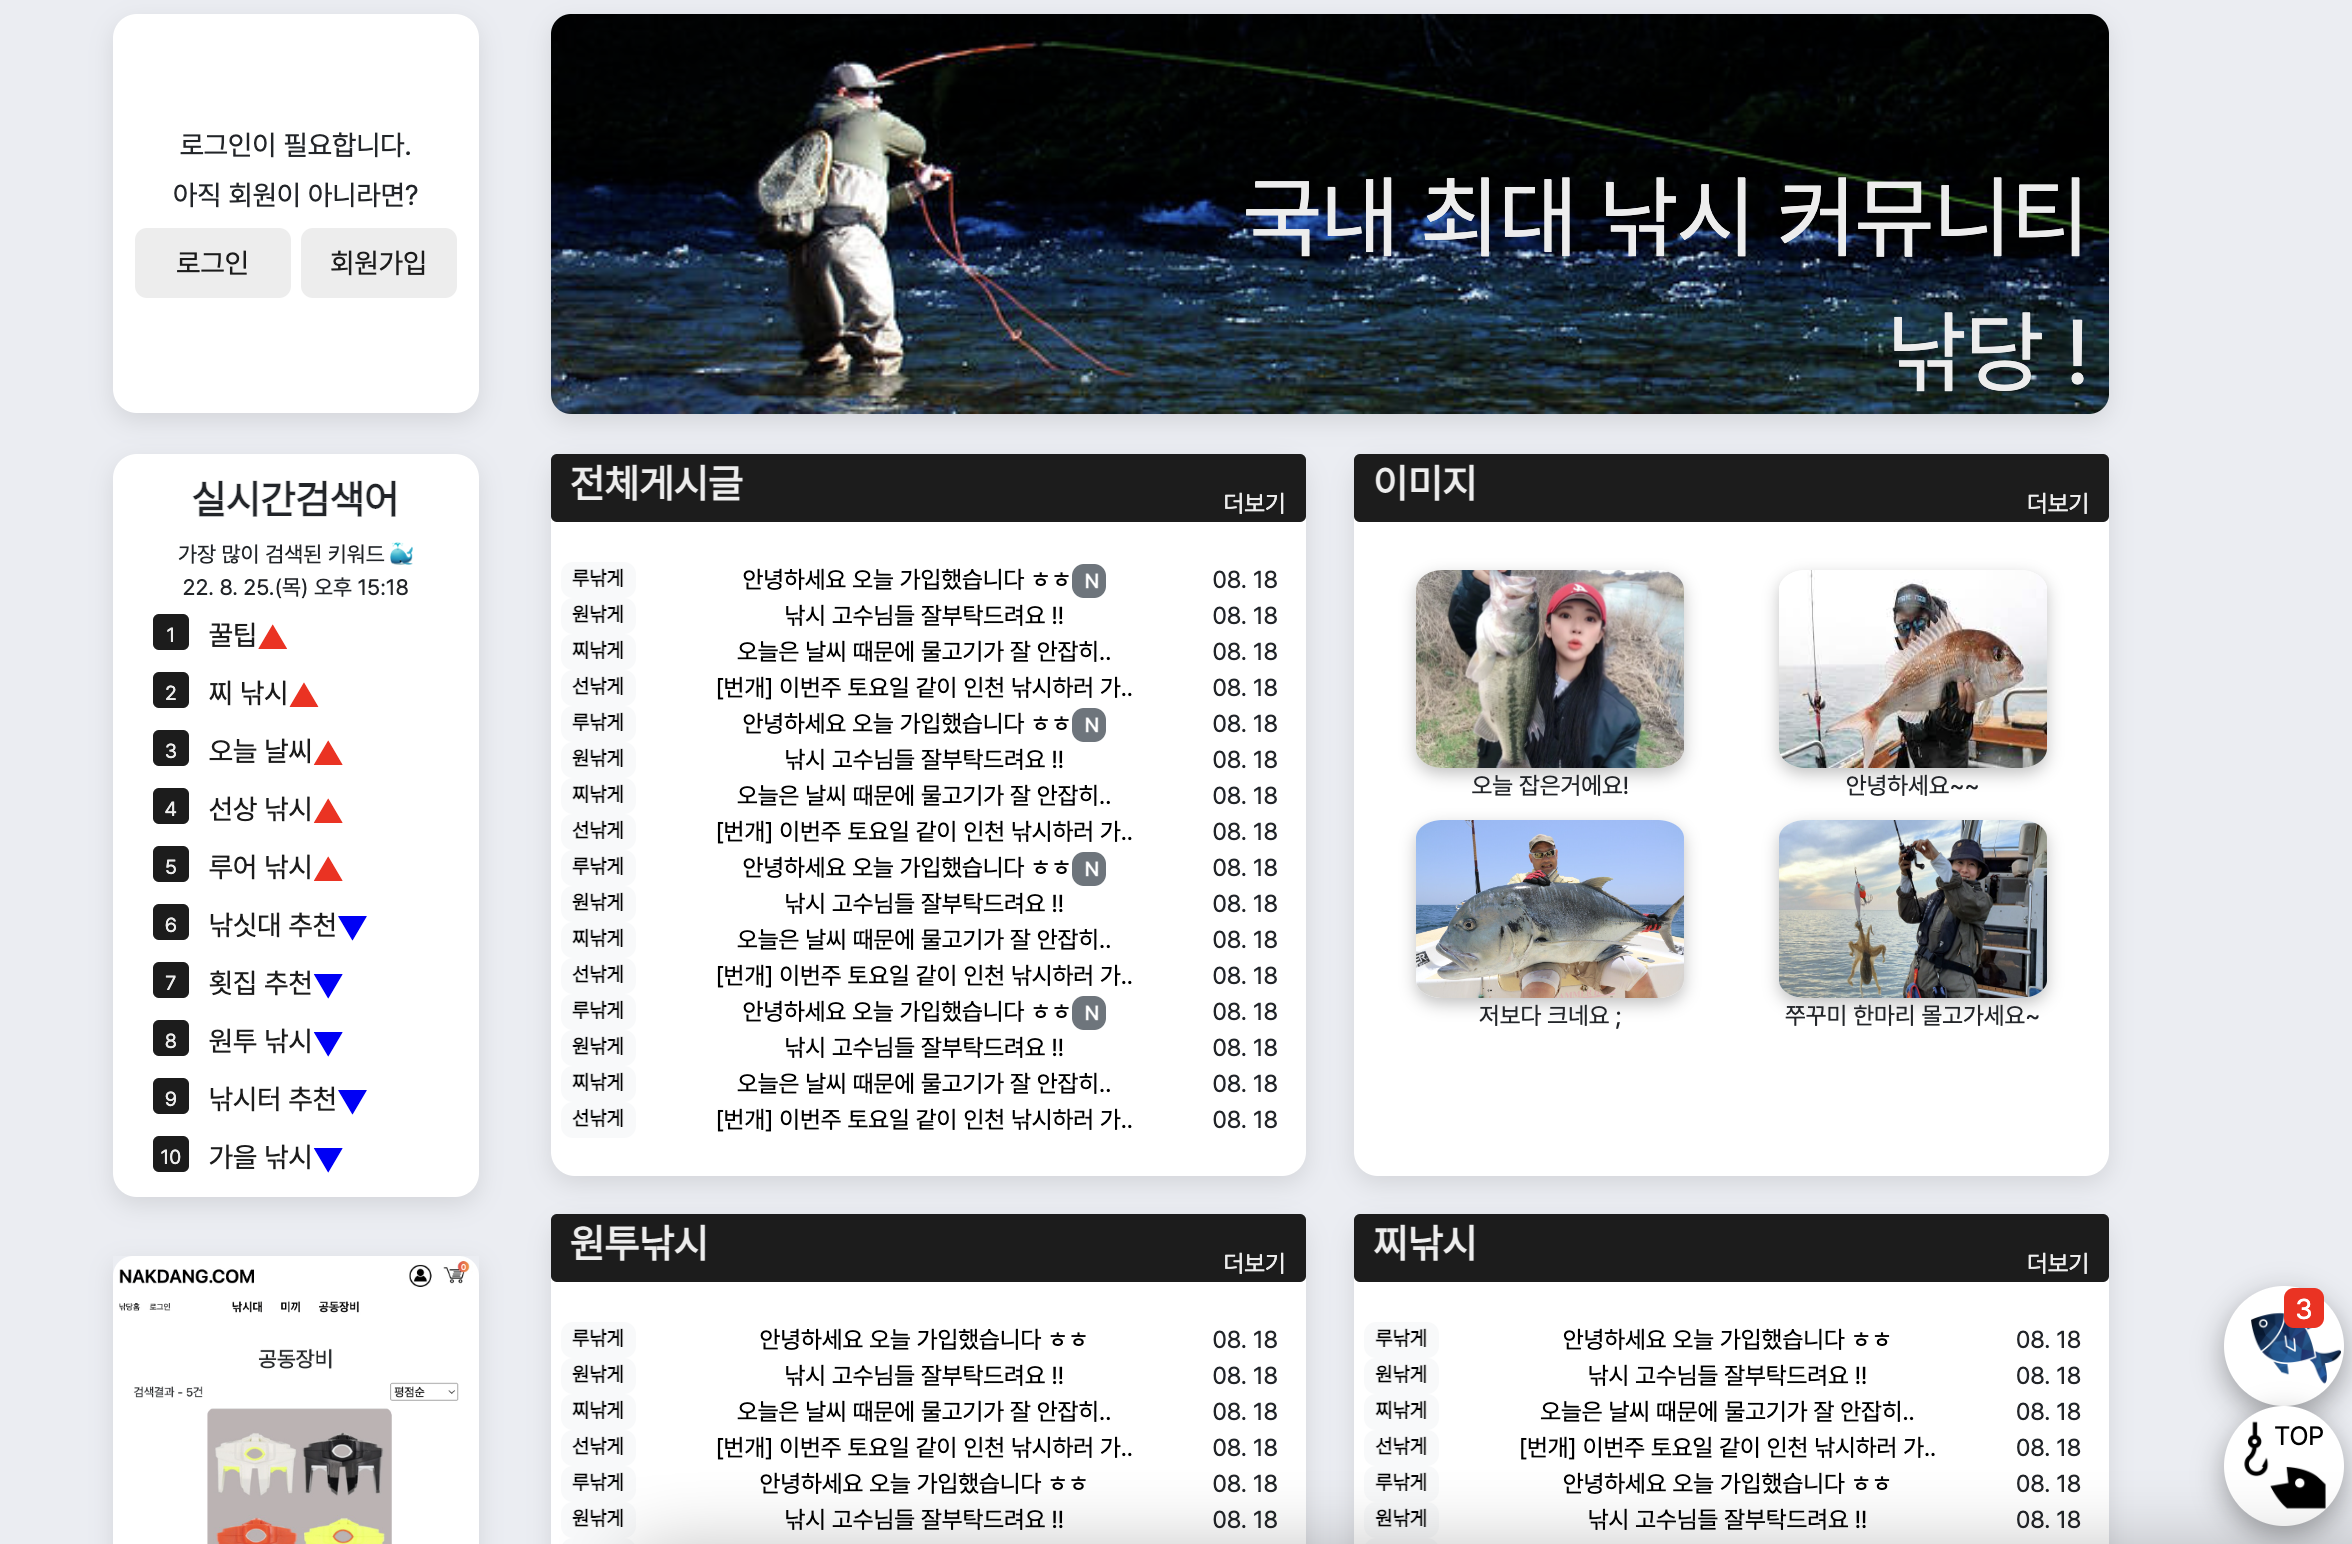 로그인이 필요합니다.
아직 회원이 아니라면?
로그인 회원가입
국내 최대 낚시 커뮤니티
낚당 !
실시간검색어
가장 많이 검색된 키워드 🐳
22. 8. 25.(목) 오후 15:18
1 꿀팁▲
2 찌 낚시▲
3 오늘 날씨▲
4 선상 낚시▲
5 루어 낚시▲
6 낚싯대 추천▼
7 횟집 추천▼
8 원투 낚시▼
9 낚시터 추천▼
10 가을 낚시▼
NAKDANG.COM 0
낚당홈 로그인 낚시대 미끼 공동장비
공동장비
검색결과 - 5건 평점순
전체게시글 더보기
루낚게 안녕하세요 오늘 가입했습니다 ㅎㅎ N 08. 18
원낚게 낚시 고수님들 잘부탁드려요 !! 08. 18
찌낚게 오늘은 날씨 때문에 물고기가 잘 안잡히.. 08. 18
선낚게 [번개] 이번주 토요일 같이 인천 낚시하러 가.. 08. 18
루낚게 안녕하세요 오늘 가입했습니다 ㅎㅎ N 08. 18
원낚게 낚시 고수님들 잘부탁드려요 !! 08. 18
찌낚게 오늘은 날씨 때문에 물고기가 잘 안잡히.. 08. 18
선낚게 [번개] 이번주 토요일 같이 인천 낚시하러 가.. 08. 18
루낚게 안녕하세요 오늘 가입했습니다 ㅎㅎ N 08. 18
원낚게 낚시 고수님들 잘부탁드려요 !! 08. 18
찌낚게 오늘은 날씨 때문에 물고기가 잘 안잡히.. 08. 18
선낚게 [번개] 이번주 토요일 같이 인천 낚시하러 가.. 08. 18
루낚게 안녕하세요 오늘 가입했습니다 ㅎㅎ N 08. 18
원낚게 낚시 고수님들 잘부탁드려요 !! 08. 18
찌낚게 오늘은 날씨 때문에 물고기가 잘 안잡히.. 08. 18
선낚게 [번개] 이번주 토요일 같이 인천 낚시하러 가.. 08. 18
이미지 더보기
오늘 잡은거에요! 안녕하세요~~
저보다 크네요 ; 쭈꾸미 한마리 몰고가세요~
원투낚시 더보기
루낚게 안녕하세요 오늘 가입했습니다 ㅎㅎ 08. 18
원낚게 낚시 고수님들 잘부탁드려요 !! 08. 18
찌낚게 오늘은 날씨 때문에 물고기가 잘 안잡히.. 08. 18
선낚게 [번개] 이번주 토요일 같이 인천 낚시하러 가.. 08. 18
루낚게 안녕하세요 오늘 가입했습니다 ㅎㅎ 08. 18
원낚게 낚시 고수님들 잘부탁드려요 !! 08. 18
찌낚시 더보기
루낚게 안녕하세요 오늘 가입했습니다 ㅎㅎ 08. 18
원낚게 낚시 고수님들 잘부탁드려요 !! 08. 18
찌낚게 오늘은 날씨 때문에 물고기가 잘 안잡히.. 08. 18
선낚게 [번개] 이번주 토요일 같이 인천 낚시하러 가.. 08. 18
루낚게 안녕하세요 오늘 가입했습니다 ㅎㅎ 08. 18
원낚게 낚시 고수님들 잘부탁드려요 !! 08. 18
3
TOP